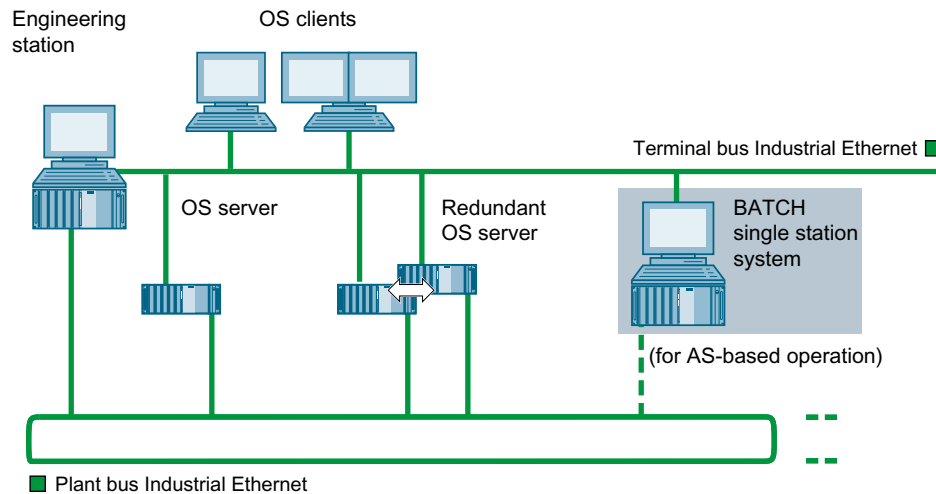 Engineering
station
OS clients
Terminal bus Industrial Ethernet
OS server
Redundant
OS server
BATCH
single station
system
(for AS-based operation)
Plant bus Industrial Ethernet